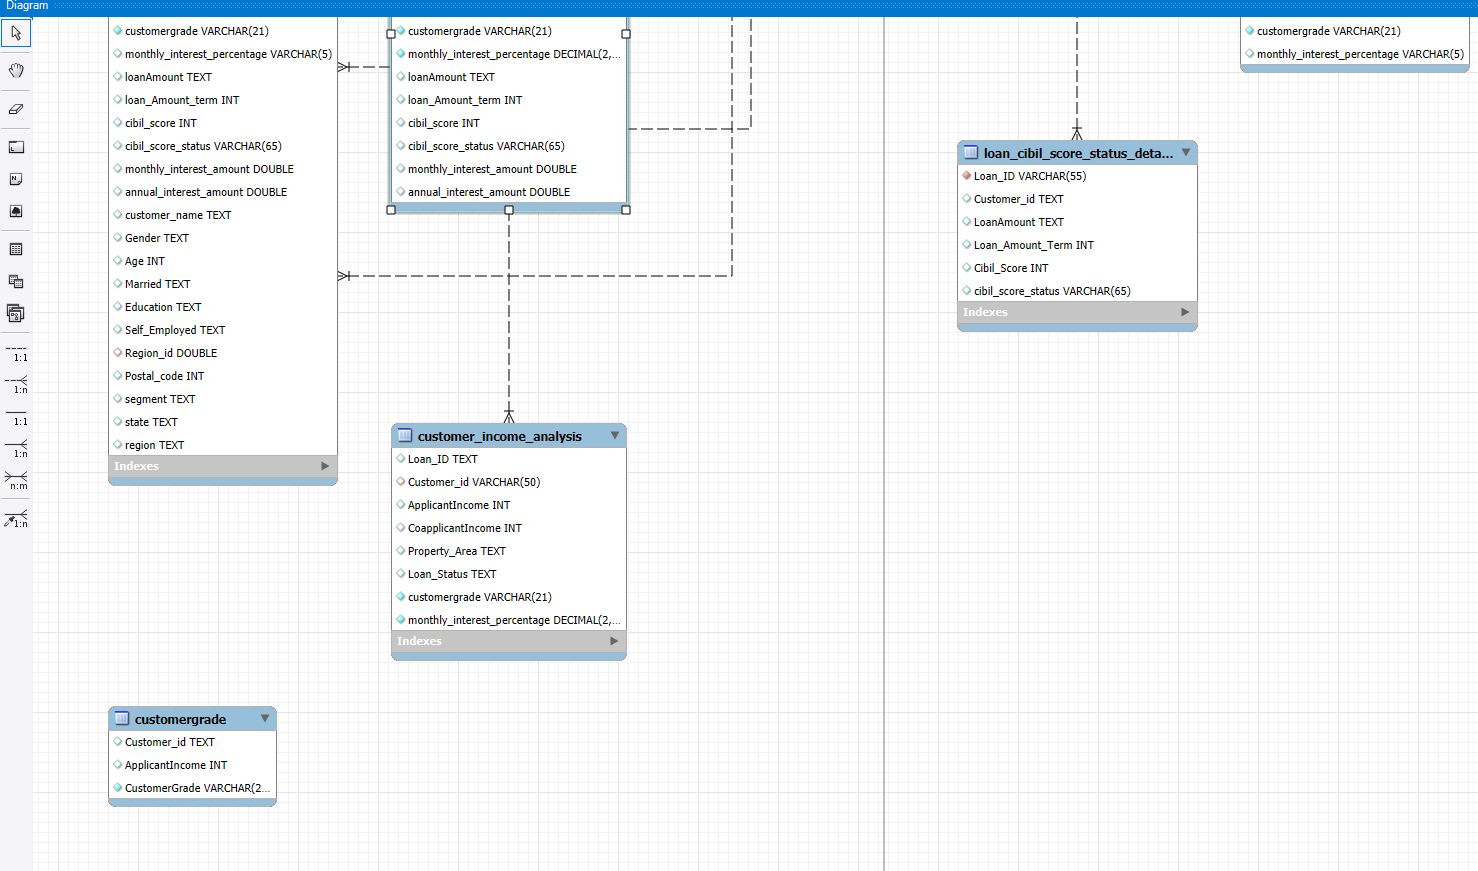 Diagram
customergrade VARCHAR(21)
monthly_interest_percentage VARCHAR(5)
loanAmount TEXT
loan_Amount_term INT
cibil_score INT
cibil_score_status VARCHAR(65)
monthly_interest_amount DOUBLE
annual_interest_amount DOUBLE
customer_name TEXT
Gender TEXT
Age INT
Married TEXT
Education TEXT
Self_Employed TEXT
Region_id DOUBLE
Postal_code INT
segment TEXT
state TEXT
region TEXT
Indexes
customergrade VARCHAR(21)
monthly_interest_percentage DECIMAL(2,...
loanAmount TEXT
loan_Amount_term INT
cibil_score INT
cibil_score_status VARCHAR(65)
monthly_interest_amount DOUBLE
annual_interest_amount DOUBLE
customergrade VARCHAR(21)
monthly_interest_percentage VARCHAR(5)
loan_cibil_score_status_deta...
Loan_ID VARCHAR(55)
Customer_id TEXT
LoanAmount TEXT
Loan_Amount_Term INT
Cibil_Score INT
cibil_score_status VARCHAR(65)
Indexes
customer_income_analysis
Loan_ID TEXT
Customer_id VARCHAR(50)
ApplicantIncome INT
CoapplicantIncome INT
Property_Area TEXT
Loan_Status TEXT
customergrade VARCHAR(21)
monthly_interest_percentage DECIMAL(2,...
Indexes
customergrade
Customer_id TEXT
ApplicantIncome INT
CustomerGrade VARCHAR(2...
1:1
1:n
1:1
1:n
n:m
1:n